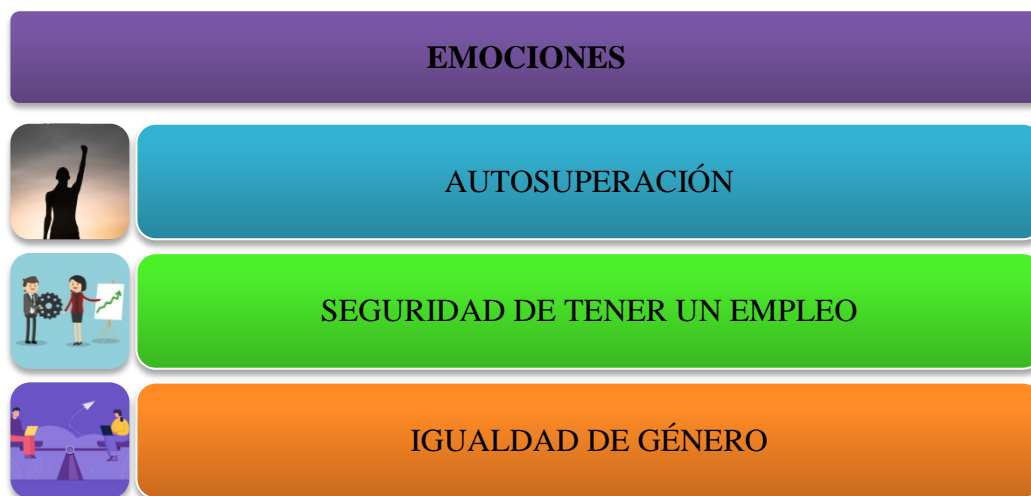 EMOCIONES
AUTOSUPERACIÓN
SEGURIDAD DE TENER UN EMPLEO
IGUALDAD DE GÉNERO